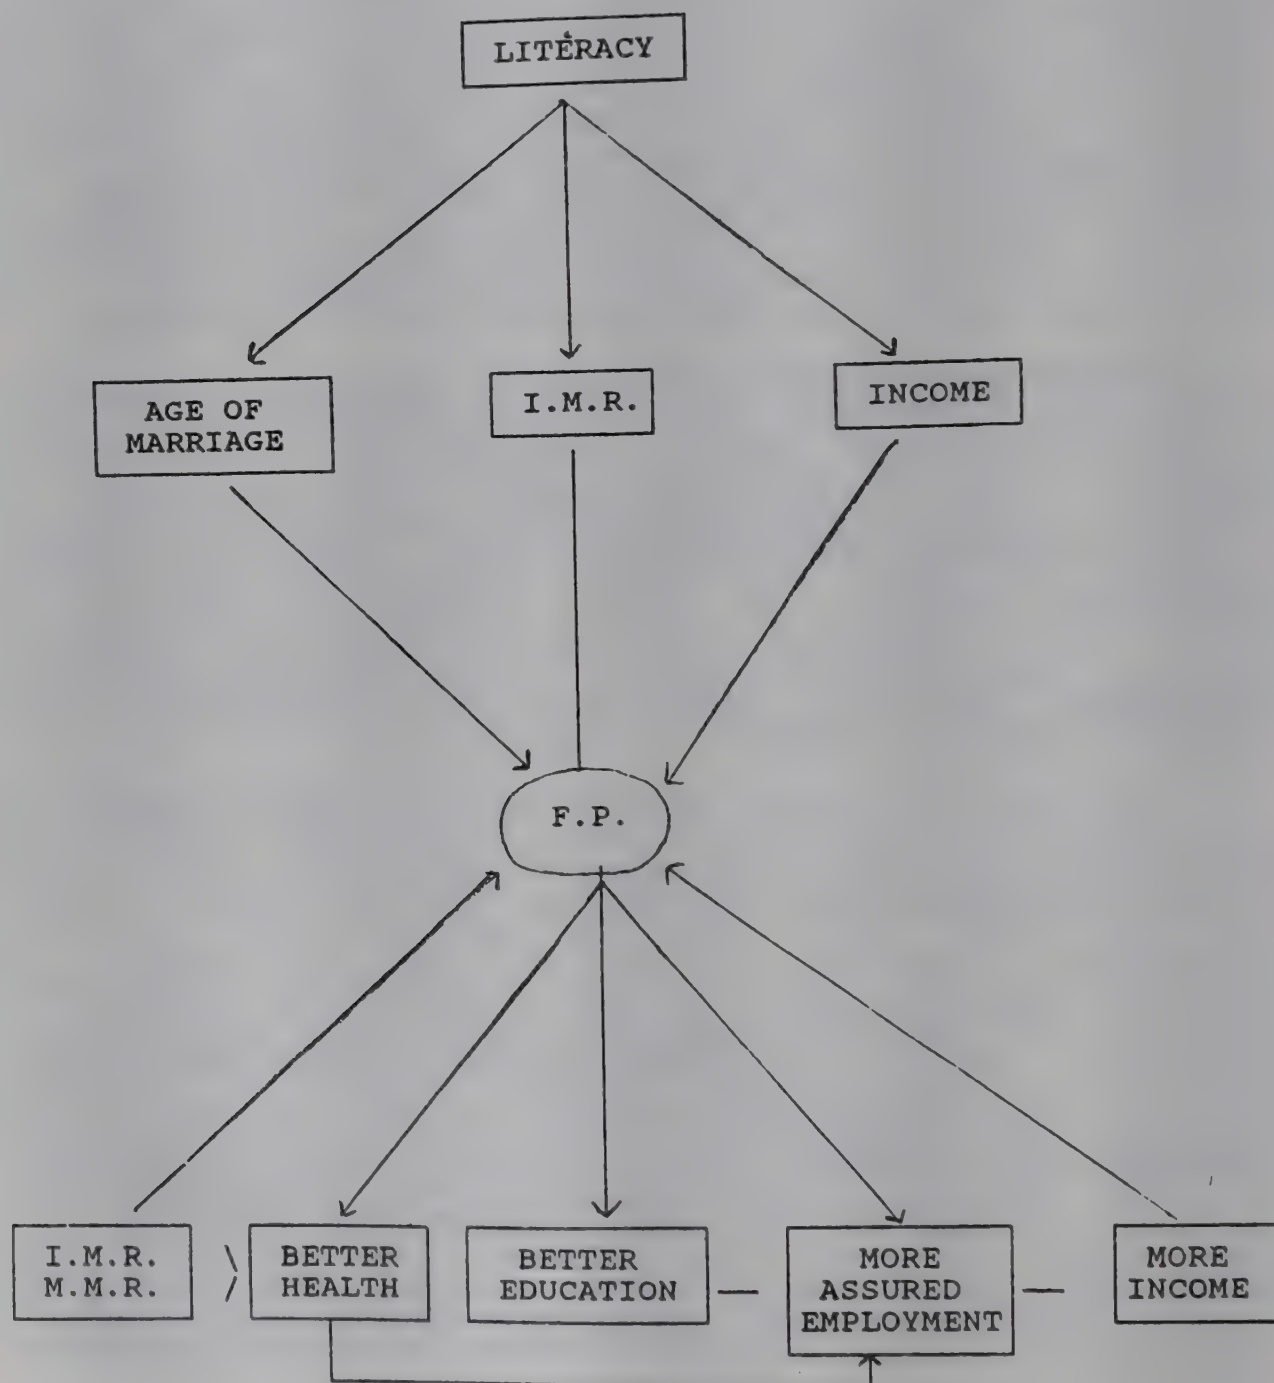 LITERACY
AGE OF
MARRIAGE
I.M.R.
INCOME
F.P.
I.M.R.
M.M.R.
BETTER
HEALTH
BETTER
EDUCATION
MORE
ASSURED
EMPLOYMENT
MORE
INCOME